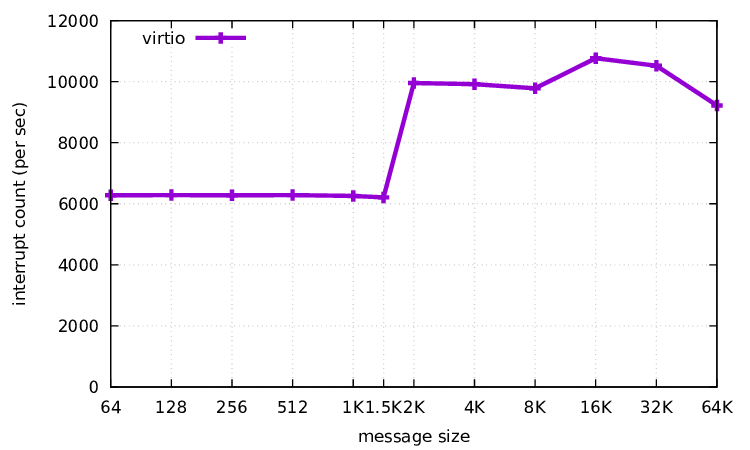 12000
virtio
10000
8000
6000
4000
2000
0
interrupt count (per sec)
64 128 256 512 1K 1.5K 2K 4K 8K 16K 32K 64K
message size